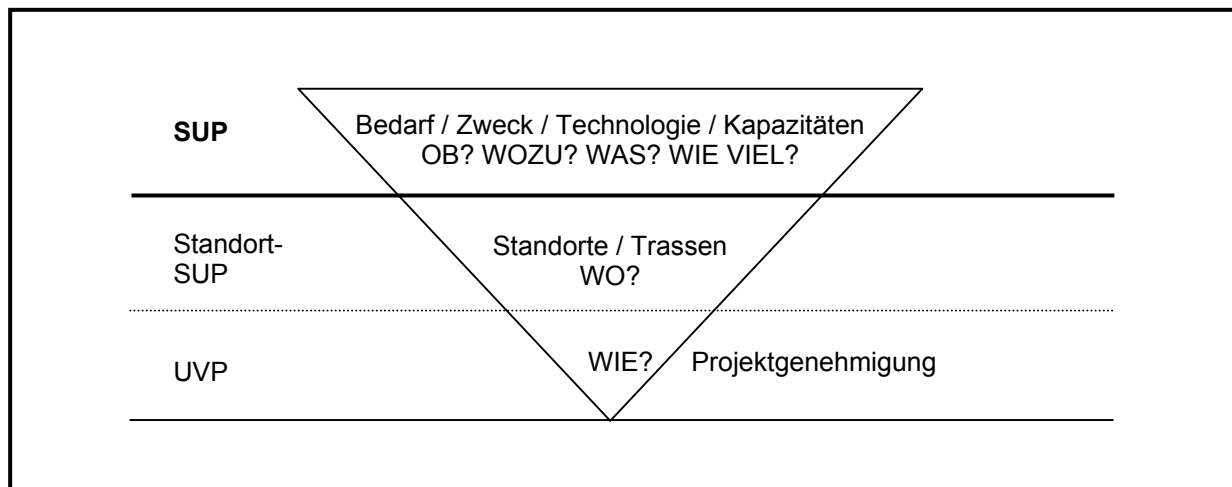 SUP
Bedarf / Zweck / Technologie / Kapazitäten
OB? WOZU? WAS? WIE VIEL?
Standort-
SUP
Standorte / Trassen
WO?
UVP
WIE?
Projektgenehmigung